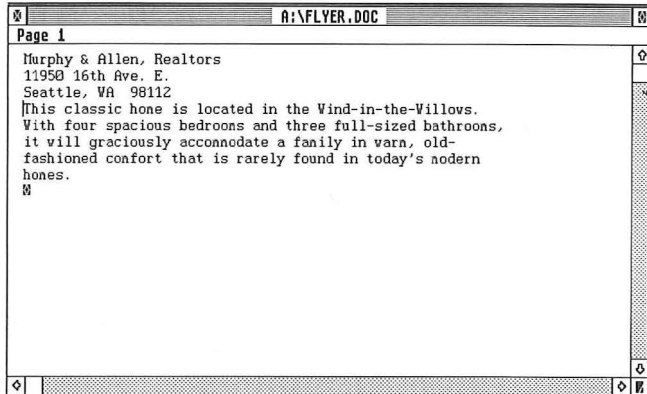 A:\FLYER.DOC
Page 1
Murphy & Allen, Realtors
11950 16th Ave. E.
Seattle, WA 98112
This classic home is located in the Wind-in-the-Willows.
With four spacious bedrooms and three full-sized bathrooms,
it will graciously accommodate a family in warm, old-
fashioned comfort that is rarely found in today's modern
homes.